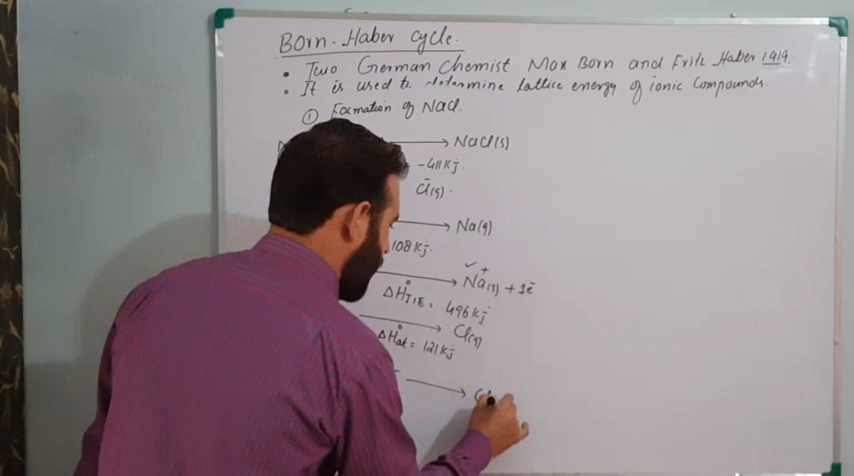 Born-Haber Cycle.
• Two German Chemist Max Born and Fritz Haber 1919.
• It is used to determine lattice energy of ionic Compounds.
① Formation of NaCl.
⟶ NaCl(s)
-411 Kj.
Cl⁻(g).
⟶ Na(g)
108 Kj.
⟶ Na⁺(g) + 1e⁻
ΔH°I.E = 496 Kj
⟶ Cl(g)
ΔH°at = 121 Kj
⟶